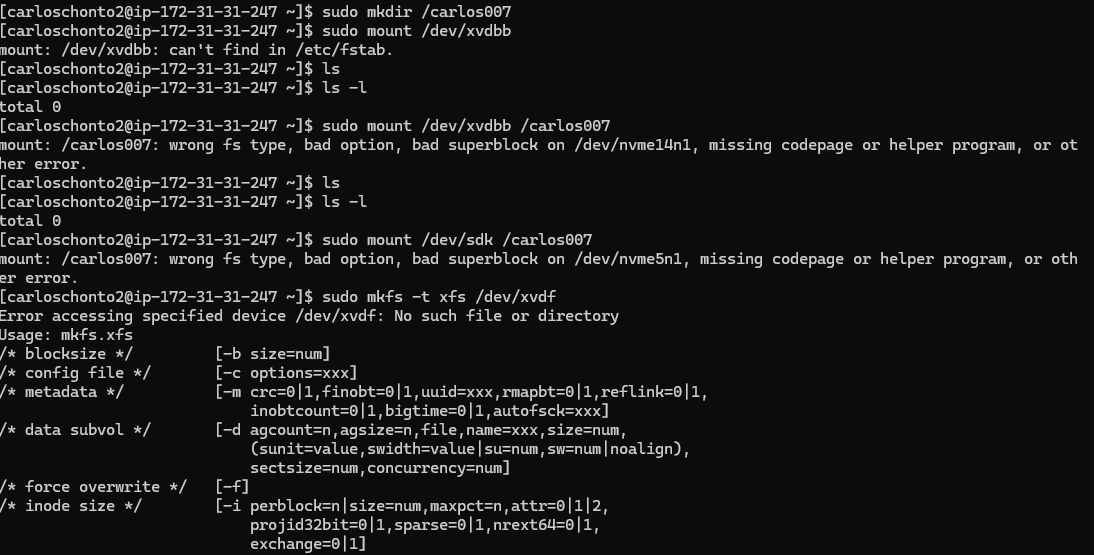 [carloschonto2@ip-172-31-31-247 ~]$ sudo mkdir /carlos007
[carloschonto2@ip-172-31-31-247 ~]$ sudo mount /dev/xvdbb
mount: /dev/xvdbb: can't find in /etc/fstab.
[carloschonto2@ip-172-31-31-247 ~]$ ls
[carloschonto2@ip-172-31-31-247 ~]$ ls -l
total 0
[carloschonto2@ip-172-31-31-247 ~]$ sudo mount /dev/xvdbb /carlos007
mount: /carlos007: wrong fs type, bad option, bad superblock on /dev/nvme14n1, missing codepage or helper program, or ot
her error.
[carloschonto2@ip-172-31-31-247 ~]$ ls
[carloschonto2@ip-172-31-31-247 ~]$ ls -l
total 0
[carloschonto2@ip-172-31-31-247 ~]$ sudo mount /dev/sdk /carlos007
mount: /carlos007: wrong fs type, bad option, bad superblock on /dev/nvme5n1, missing codepage or helper program, or oth
er error.
[carloschonto2@ip-172-31-31-247 ~]$ sudo mkfs -t xfs /dev/xvdf
Error accessing specified device /dev/xvdf: No such file or directory
Usage: mkfs.xfs
/* blocksize */         [-b size=num]
/* config file */       [-c options=xxx]
/* metadata */          [-m crc=0|1,finobt=0|1,uuid=xxx,rmapbt=0|1,reflink=0|1,
                            inobtcount=0|1,bigtime=0|1,autofsck=xxx]
/* data subvol */       [-d agcount=n,agsize=n,file,name=xxx,size=num,
                            (sunit=value,swidth=value|su=num,sw=num|noalign),
                            sectsize=num,concurrency=num]
/* force overwrite */   [-f]
/* inode size */        [-i perblock=n|size=num,maxpct=n,attr=0|1|2,
                            projid32bit=0|1,sparse=0|1,nrext64=0|1,
                            exchange=0|1]